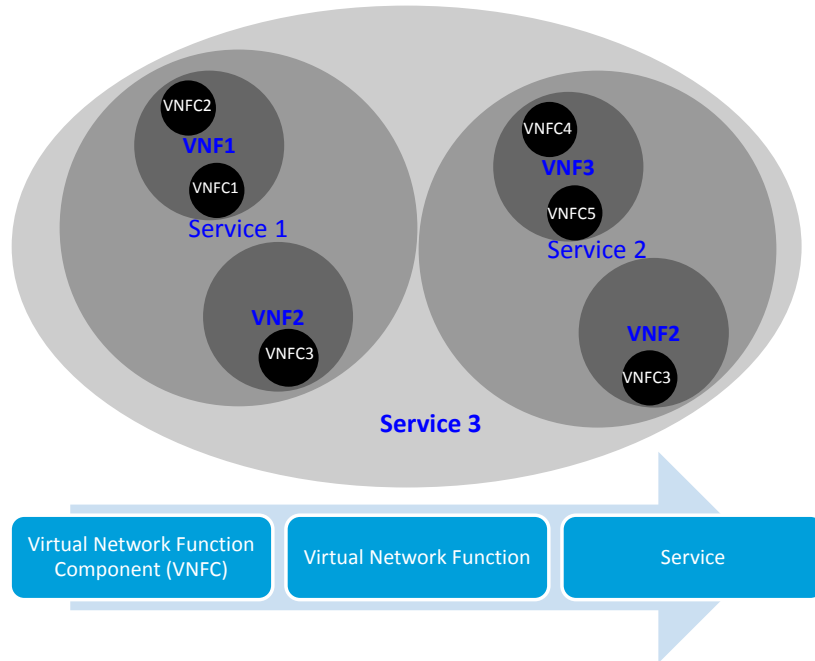 VNFC2
VNF1
VNFC1
Service 1
VNF2
VNFC3
VNFC4
VNF3
VNFC5
Service 2
VNF2
VNFC3
Service 3
Virtual Network Function
Component (VNFC)
Virtual Network Function
Service